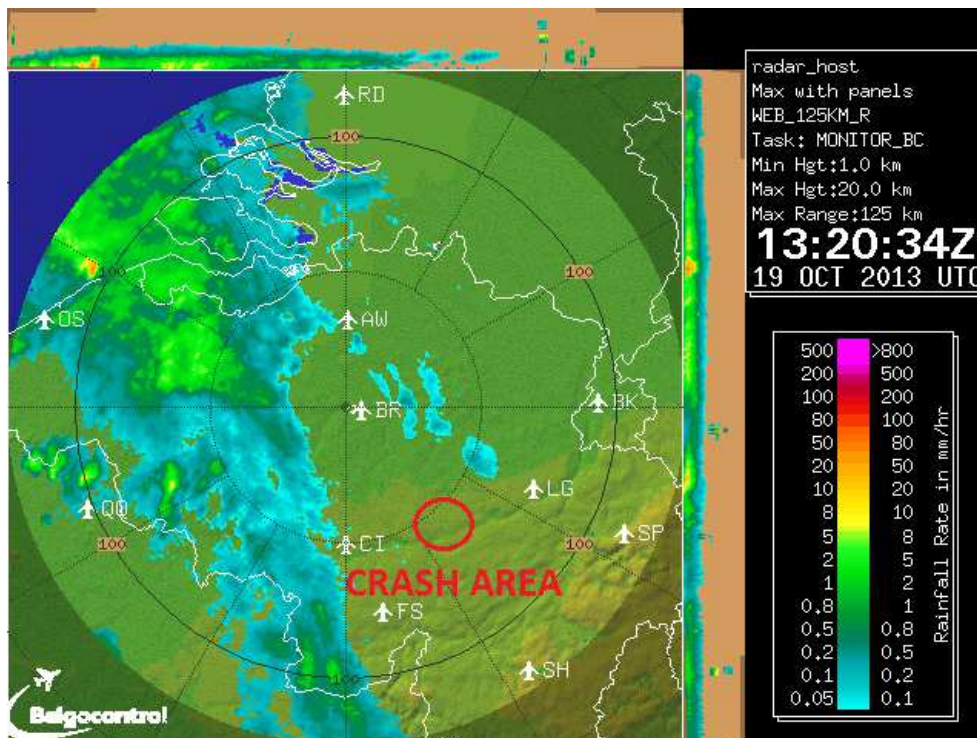 radar_host
Max with panels
WEB_125KM_R
Task: MONITOR_BC
Min Hgt:1.0 km
Max Hgt:20.0 km
Max Range:125 km
13:20:34Z
19 OCT 2013 UTC
RD
100
100
100
OS
AW
BR
BK
LG
QO
SP
100
CI
100
CRASH AREA
FS
SH
100
Belgocontrol
500 >800
200 500
100 200
80 100
50 80
20 50
10 20
8 10
5 8
2 5
1 2
0.8 1
0.5 0.8
0.2 0.5
0.1 0.2
0.05 0.1
Rainfall Rate in mm/hr